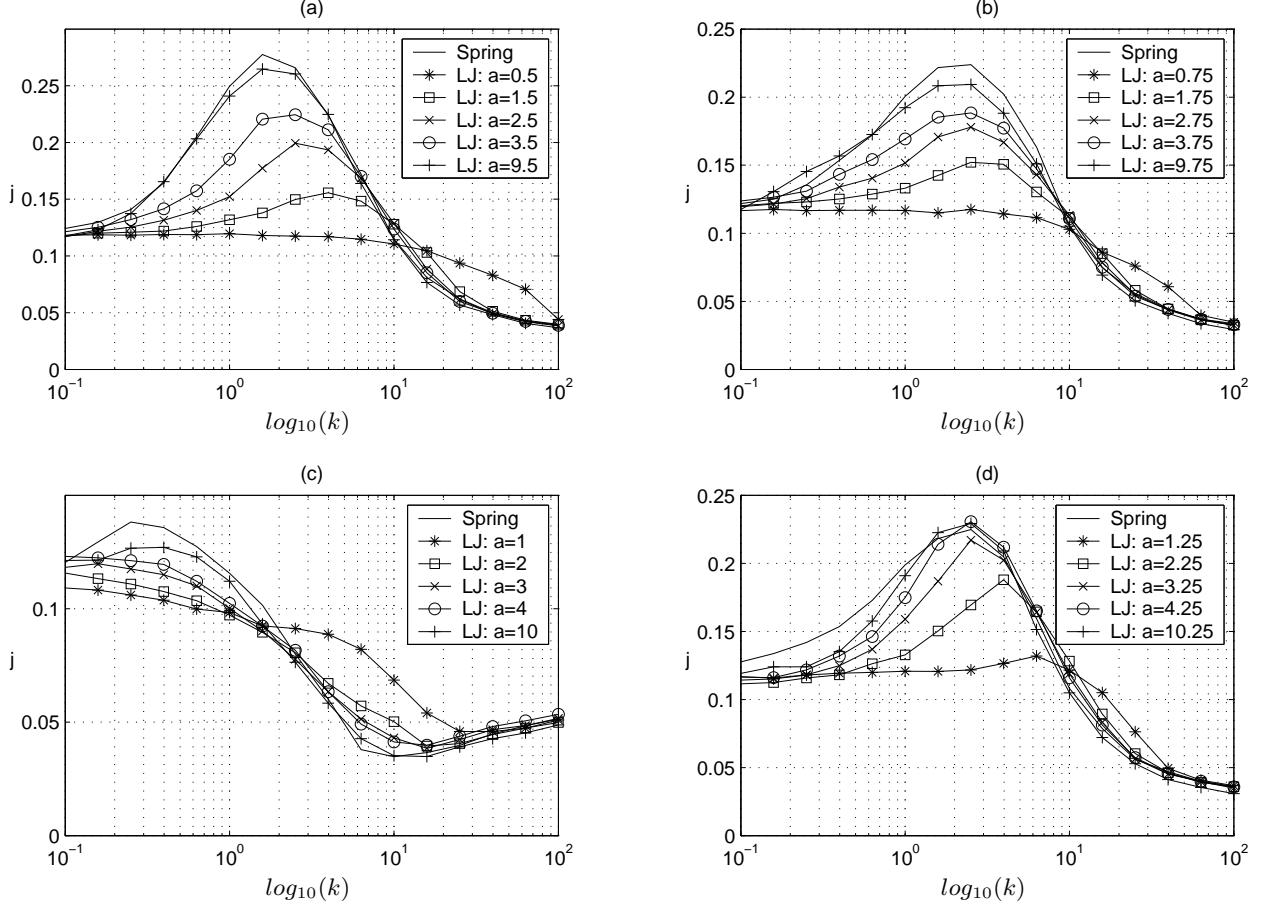 (a)
0.25
0.2
0.15
0.1
0.05
0
j
10^-1
10^0
10^1
10^2
log10(k)
Spring
LJ: a=0.5
LJ: a=1.5
LJ: a=2.5
LJ: a=3.5
LJ: a=9.5
(b)
0.25
0.2
0.15
0.1
0.05
0
j
10^-1
10^0
10^1
10^2
log10(k)
Spring
LJ: a=0.75
LJ: a=1.75
LJ: a=2.75
LJ: a=3.75
LJ: a=9.75
(c)
0.1
0.05
0
j
10^-1
10^0
10^1
10^2
log10(k)
Spring
LJ: a=1
LJ: a=2
LJ: a=3
LJ: a=4
LJ: a=10
(d)
0.25
0.2
0.15
0.1
0.05
0
j
10^-1
10^0
10^1
10^2
log10(k)
Spring
LJ: a=1.25
LJ: a=2.25
LJ: a=3.25
LJ: a=4.25
LJ: a=10.25